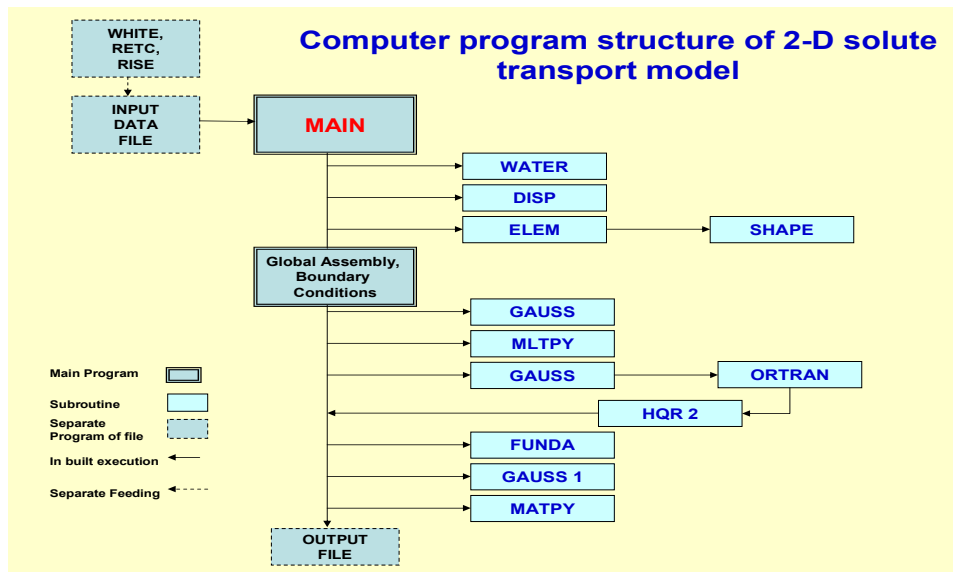 WHITE,
RETC,
RISE
Computer program structure of 2-D solute
transport model
INPUT
DATA
FILE
MAIN
WATER
DISP
ELEM
SHAPE
Global Assembly,
Boundary
Conditions
GAUSS
MLTPY
GAUSS
ORTRAN
HQR 2
FUNDA
GAUSS 1
MATPY
OUTPUT
FILE
Main Program
Subroutine
Separate
Program of file
In built execution
Separate Feeding